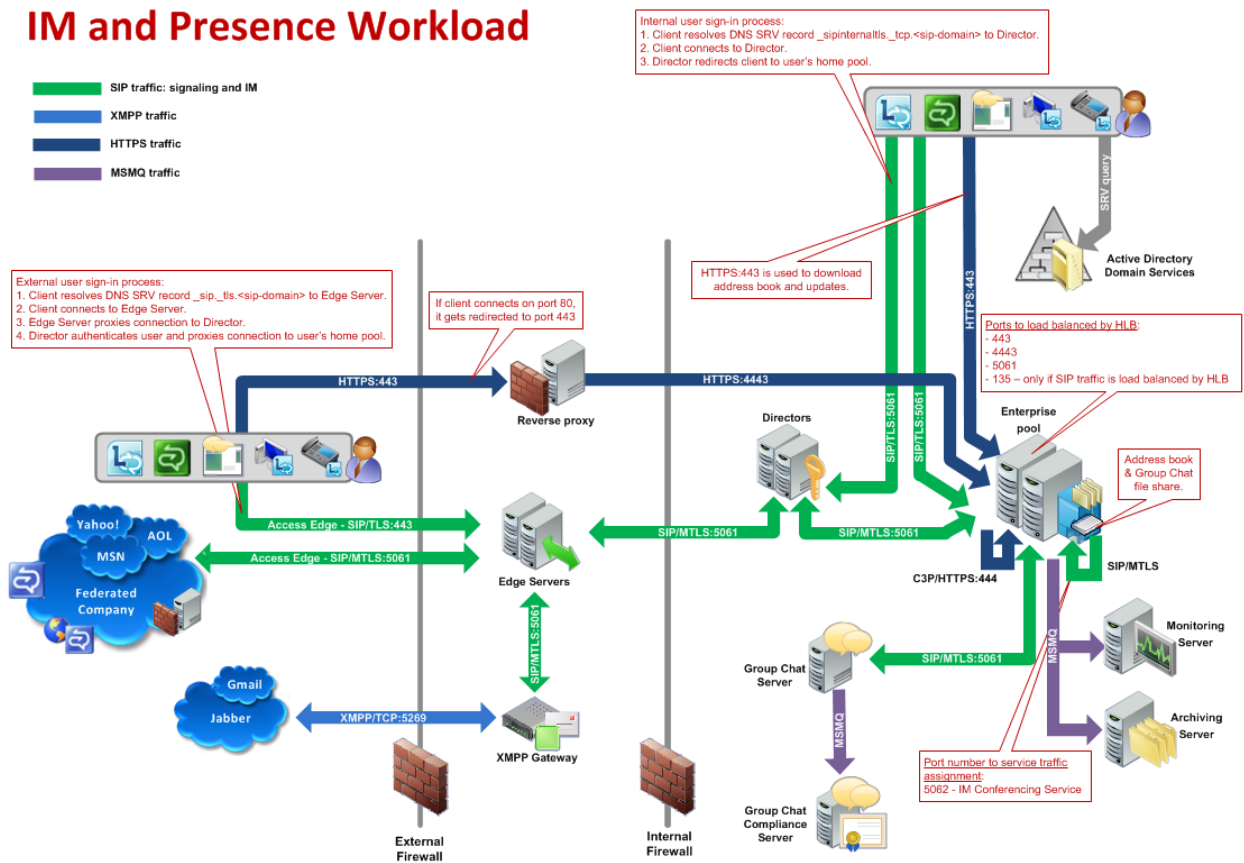 IM and Presence Workload
SIP traffic: signaling and IM
XMPP traffic
HTTPS traffic
MSMQ traffic
Internal user sign-in process:
1. Client resolves DNS SRV record _sipinternaltls._tcp.<sip-domain> to Director.
2. Client connects to Director.
3. Director redirects client to user's home pool.
SRV query
Active Directory
Domain Services
HTTPS:443 is used to download
address book and updates.
HTTPS:443
External user sign-in process:
1. Client resolves DNS SRV record _sip._tls.<sip-domain> to Edge Server.
2. Client connects to Edge Server.
3. Edge Server proxies connection to Director.
4. Director authenticates user and proxies connection to user's home pool.
If client connects on port 80,
it gets redirected to port 443
Ports to load balanced by HLB:
- 443
- 4443
- 5061
- 135 – only if SIP traffic is load balanced by HLB
HTTPS:443
Reverse proxy
HTTPS:4443
SIP/TLS:5061
SIP/TLS:5061
Directors
Enterprise
pool
Address book
& Group Chat
file share.
Access Edge - SIP/TLS:443
Access Edge - SIP/MTLS:5061
Yahoo!
AOL
MSN
Federated
Company
Edge Servers
SIP/MTLS:5061
SIP/MTLS:5061
C3P/HTTPS:444
SIP/MTLS
SIP/MTLS:5061
Gmail
Jabber
XMPP/TCP:5269
XMPP Gateway
Group Chat
Server
SIP/MTLS:5061
MSMQ
Monitoring
Server
Archiving
Server
MSMQ
Port number to service traffic
assignment:
5062 - IM Conferencing Service
Group Chat
Compliance
Server
External
Firewall
Internal
Firewall